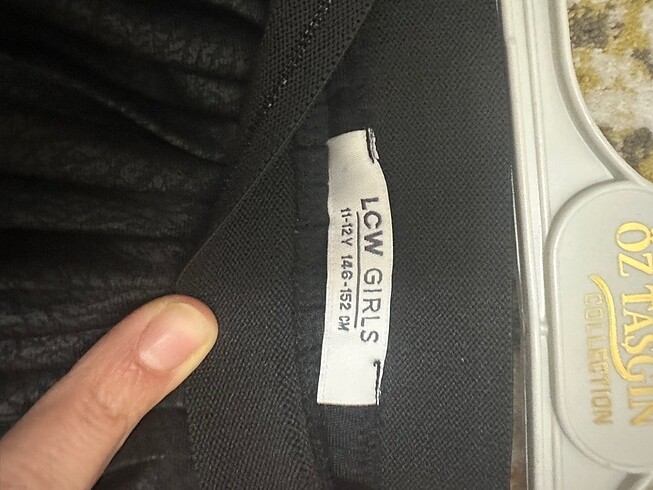 LCW GIRLS
11-12Y 146-152 CM
ÖZ TAŞGIN
COLLECTION